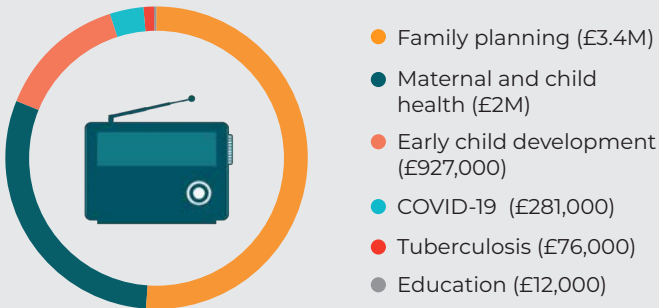 Family planning (£3.4M)
Maternal and child
health (£2M)
Early child development
(£927,000)
COVID-19 (£281,000)
Tuberculosis (£76,000)
Education (£12,000)